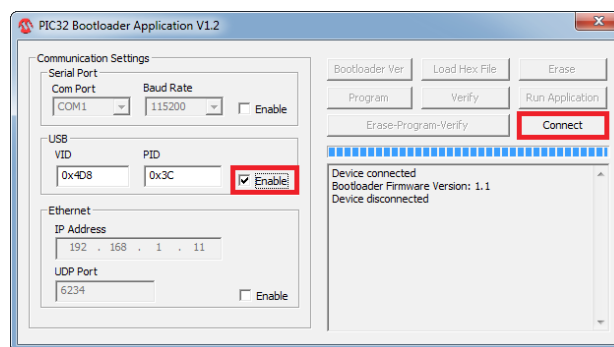 PIC32 Bootloader Application V1.2
Communication Settings
Serial Port
Com Port Baud Rate
COM1 115200 Enable
USB
VID PID
0x4D8 0x3C Enable
Ethernet
IP Address
192 . 168 . 1 . 11
UDP Port
6234 Enable
Bootloader Ver Load Hex File Erase
Program Verify Run Application
Erase-Program-Verify Connect
Device connected
Bootloader Firmware Version: 1.1
Device disconnected